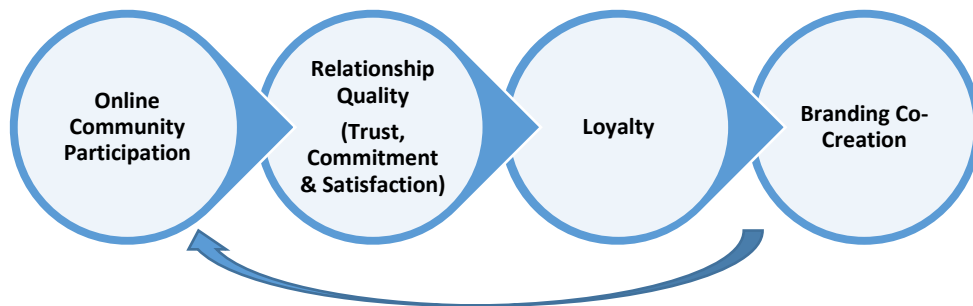 Online
Community
Participation
Relationship
Quality
(Trust,
Commitment
& Satisfaction)
Loyalty
Branding Co-
Creation